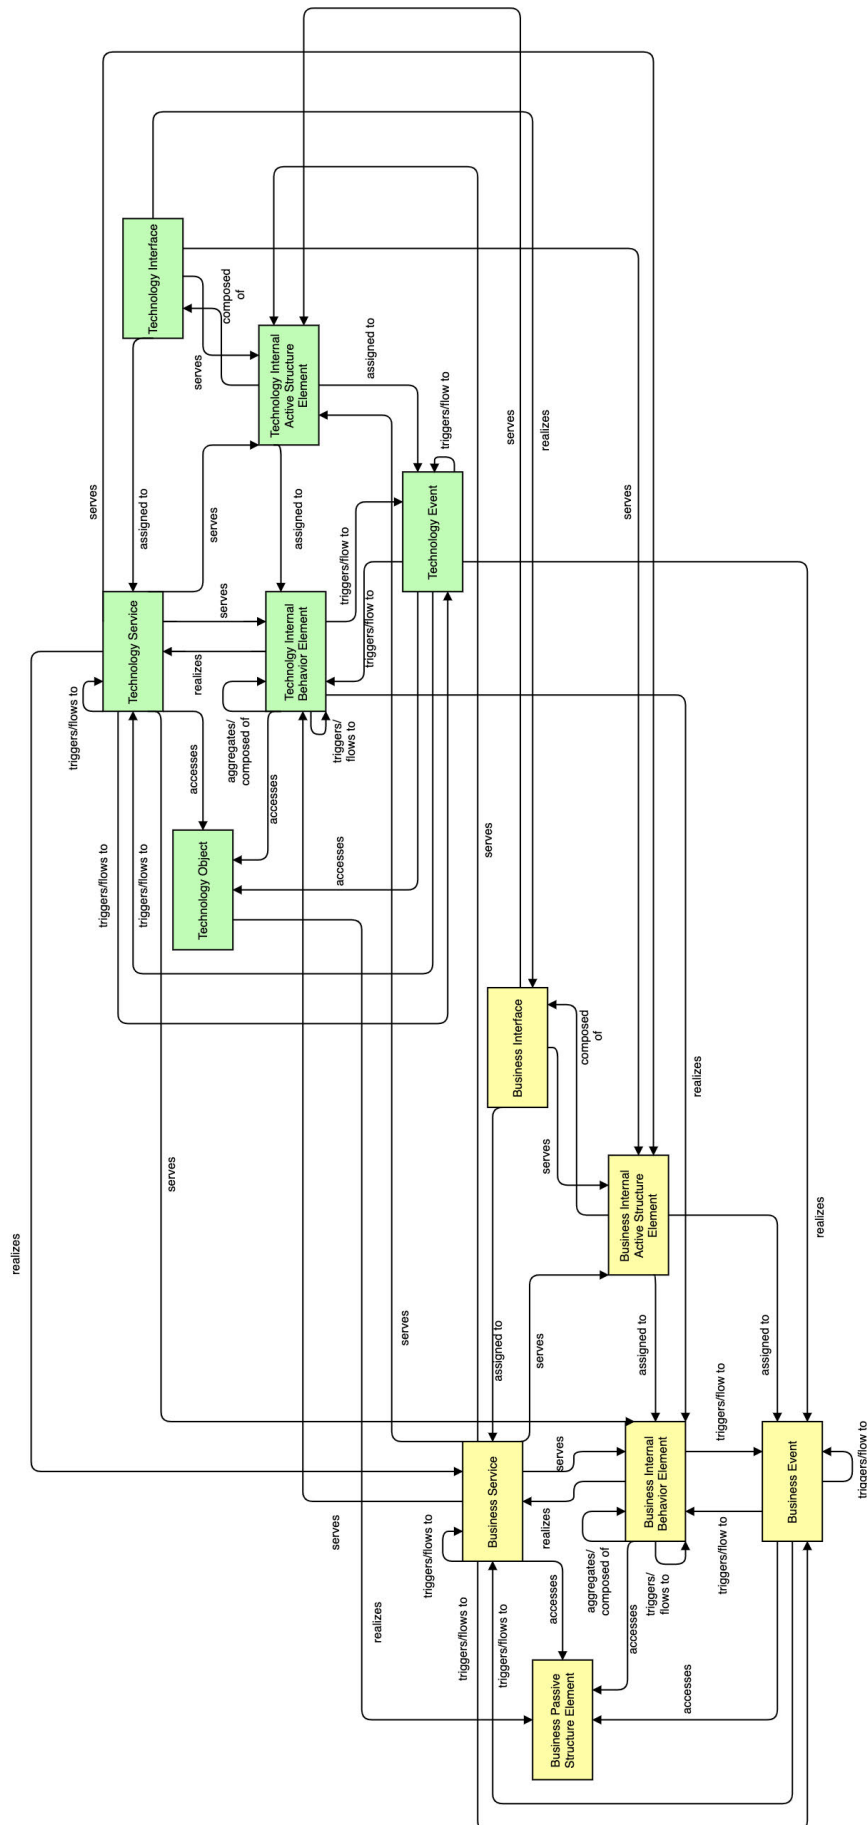 realizes
triggers/flows to
serves
triggers/flows to
Technology Service
triggers/flows to
assigned to
Technology Interface
serves
accesses
realizes
serves
Technology Object
serves
serves
composed
of
aggregates/
composed of
accesses
Technology Internal
Active Structure
Element
Technolgy Internal
Behavior Element
assigned to
serves
triggers/
flows to
accesses
triggers/flow to
triggers/flow to
assigned to
realizes
serves
triggers/flows to
Technology Event
triggers/flow to
triggers/flows to
serves
Business Service
assigned to
triggers/flows to
serves
Business Interface
serves
realizes
serves
realizes
accesses
serves
Business Passive
Structure Element
composed
of
aggregates/
composed of
serves
accesses
Business Internal
Active Structure
Element
assigned to
triggers/
flows to
Business Internal
Behavior Element
accesses
realizes
triggers/flow to
triggers/flow to
assigned to
Business Event
realizes
triggers/flow to